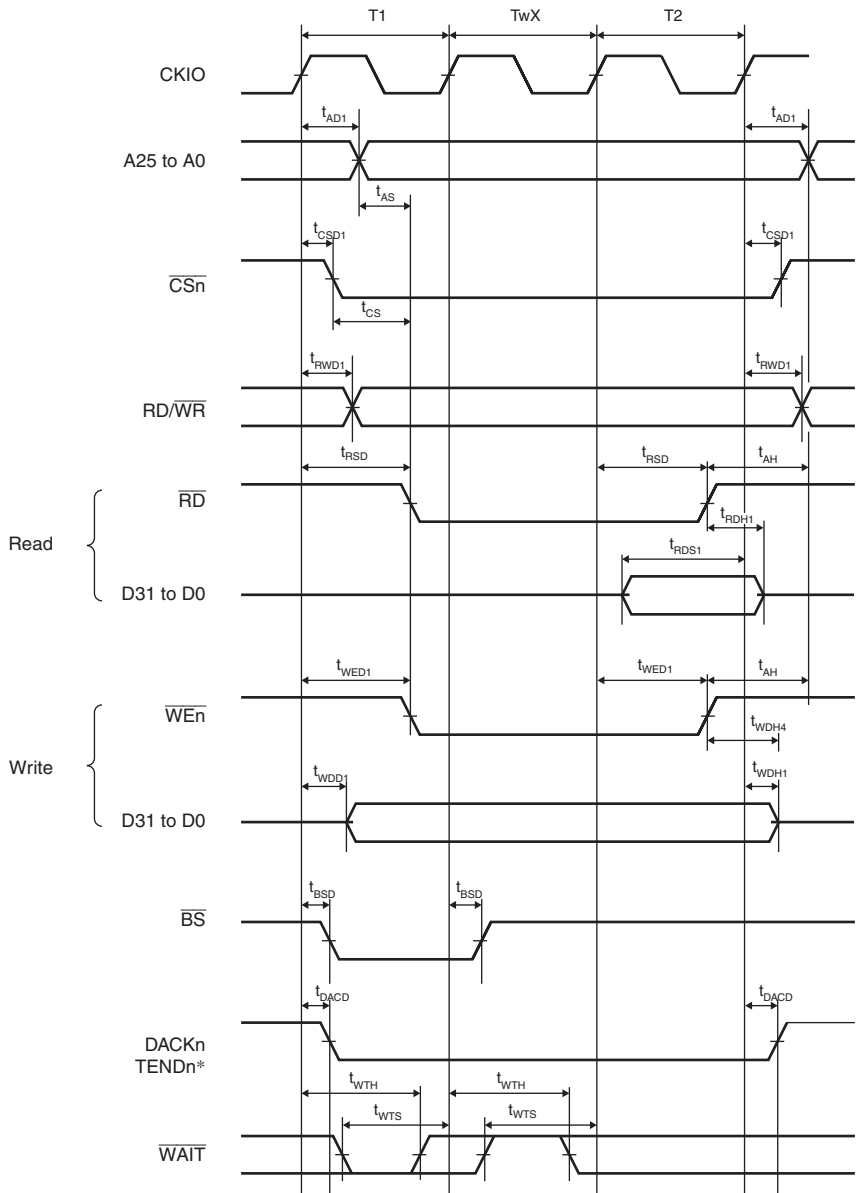 T1 TwX T2
CKIO
tAD1 tAD1
A25 to A0
tAS
tCSD1 tCSD1
CSn
tCS
tRWD1 tRWD1
RD/WR
tRSD tRSD tAH
RD
tRDH1
Read
tRDS1
D31 to D0
tWED1 tWED1 tAH
WEn
tWDH4
Write
tWDD1 tWDH1
D31 to D0
tBSD tBSD
BS
tDACD tDACD
DACKn
TENDn*
tWTH tWTH
tWTS tWTS
WAIT